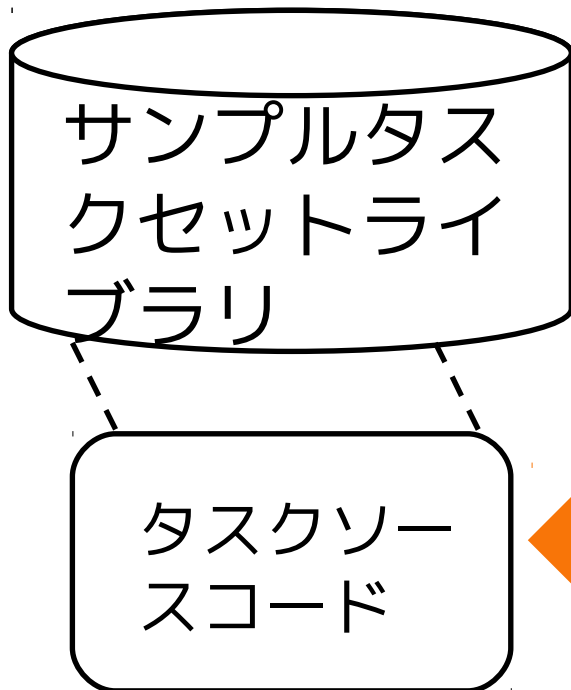 サンプルタス
クセットライ
ブラリ
タスクソー
スコード